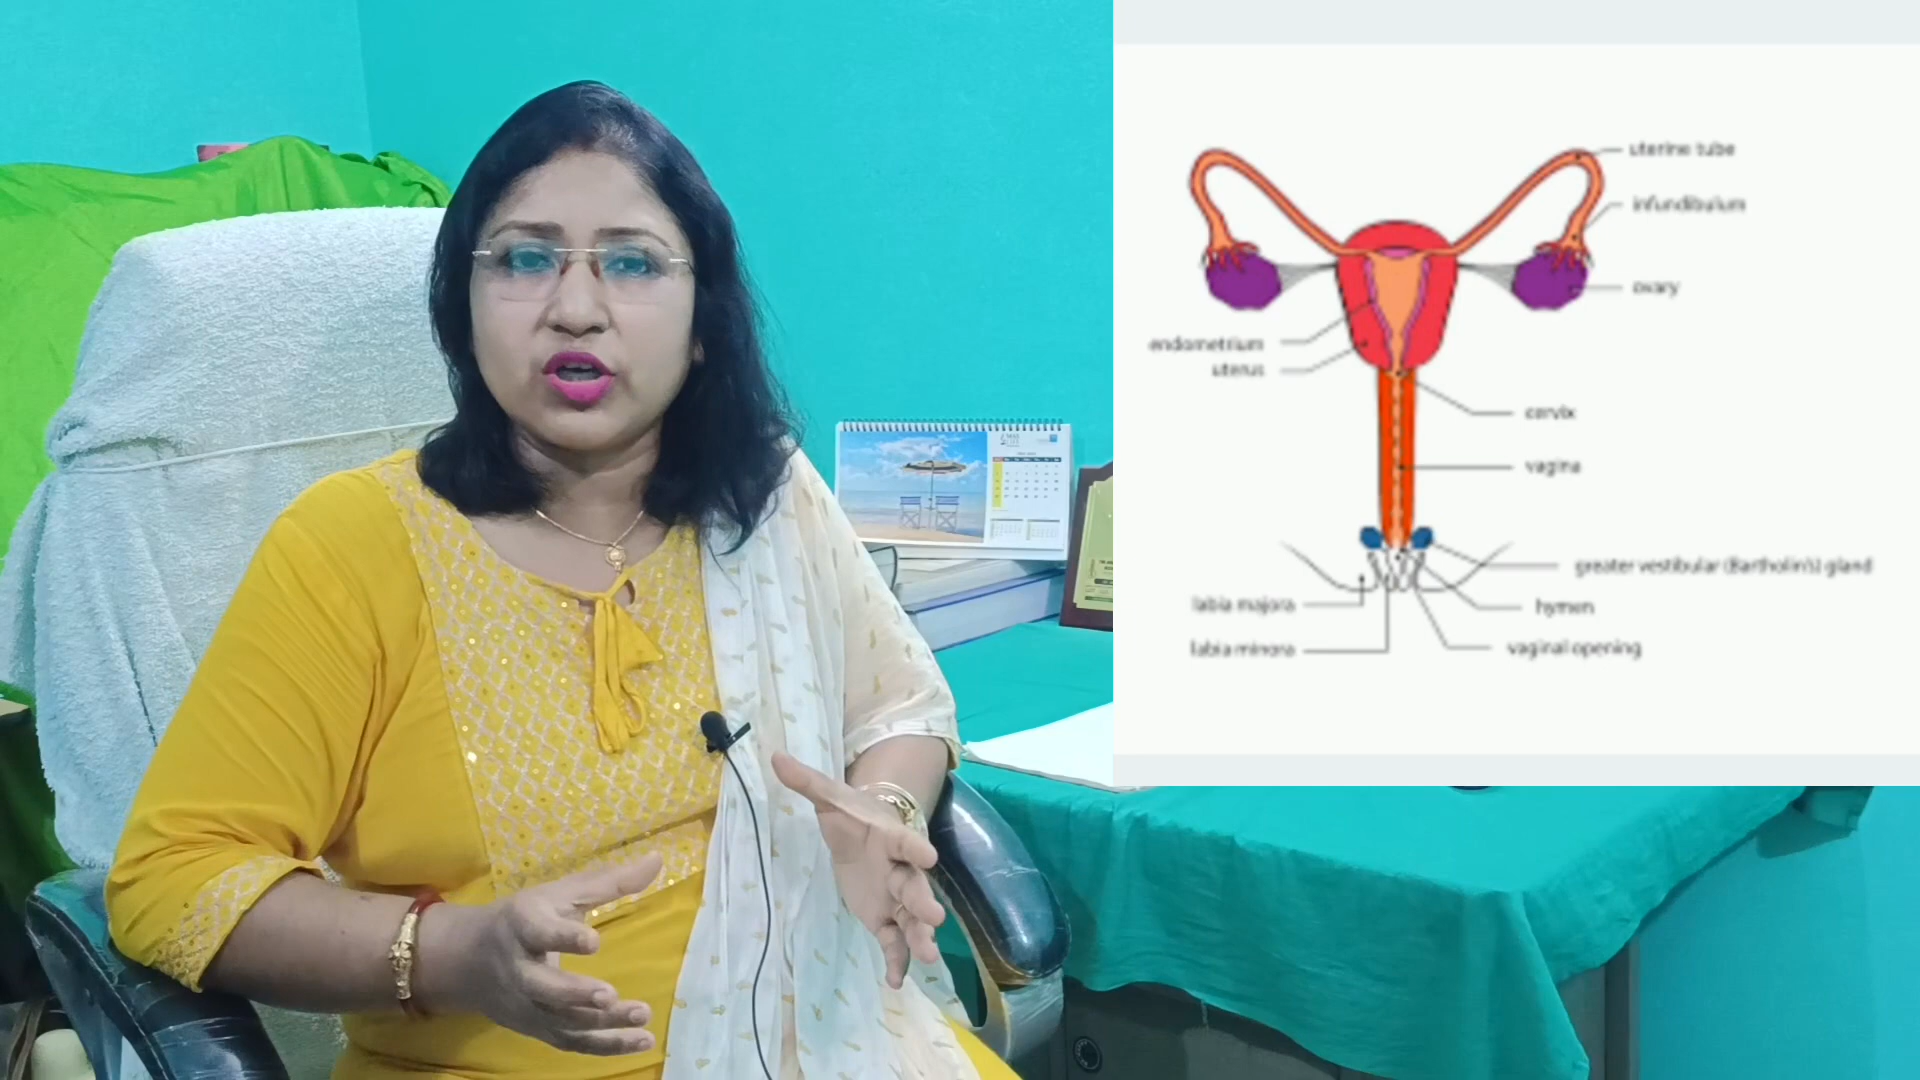 uterine tube
infundibulum
ovary
endometrium
uterus
cervix
vagina
greater vestibular (Bartholin's) gland
labia majora
hymen
labia minora
vaginal opening